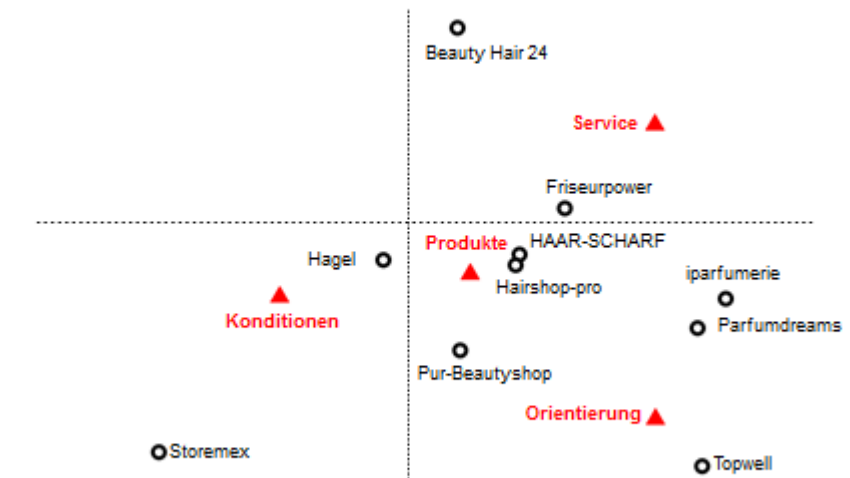 Beauty Hair 24
Service
Friseurpower
Produkte
HAAR-SCHARF
Hagel
iparfumerie
Hairshop-pro
Konditionen
Parfumdreams
Pur-Beautyshop
Orientierung
Storemex
Topwell